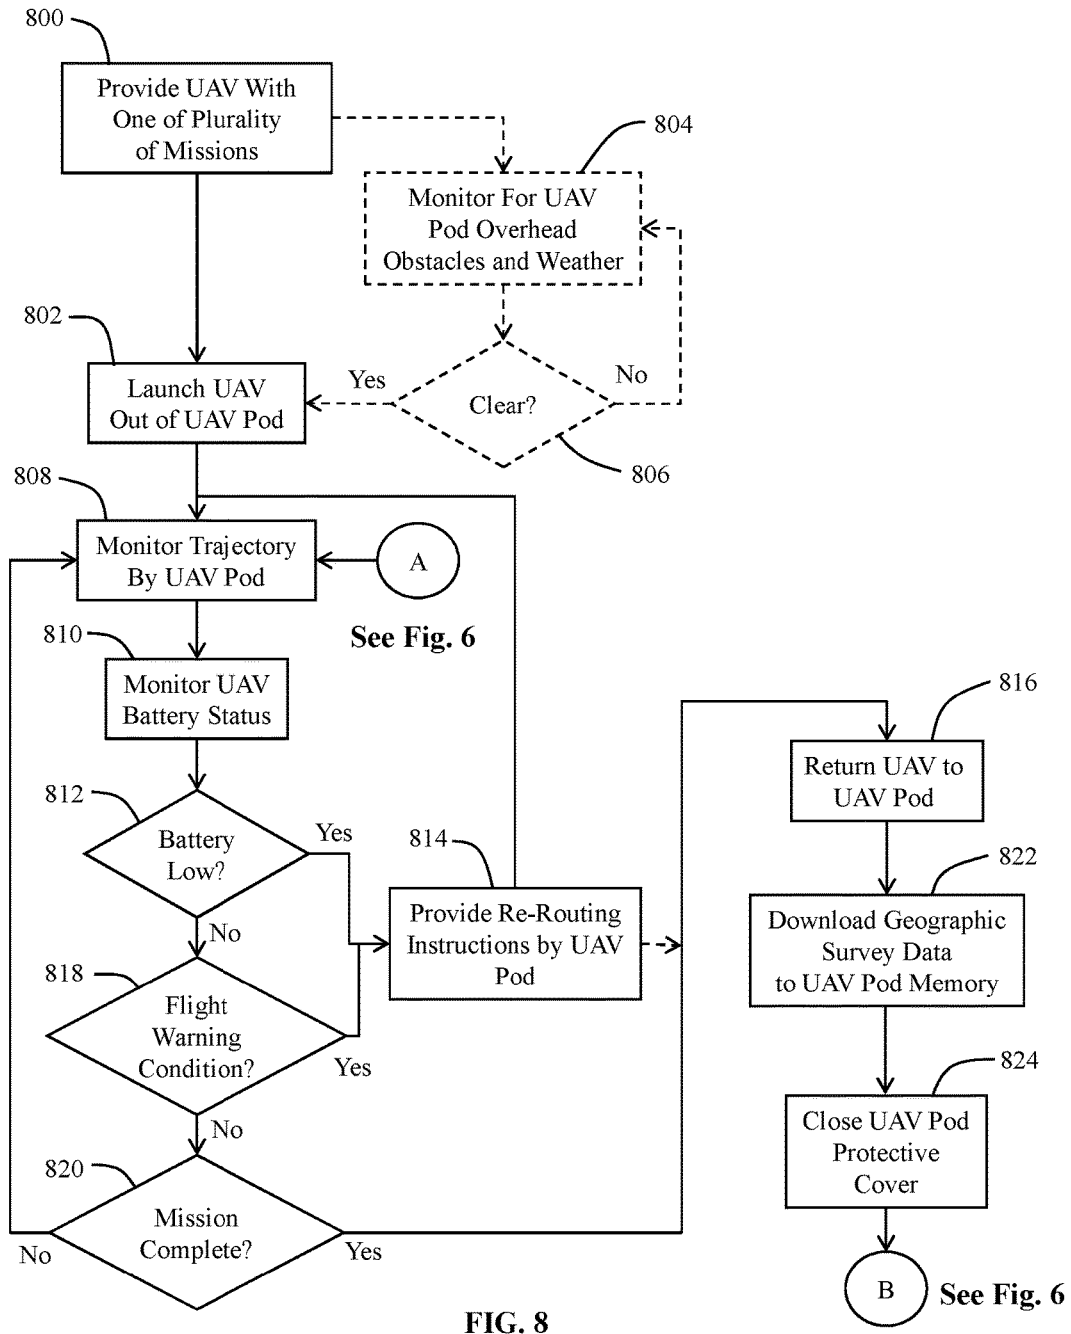 800
Provide UAV With
One of Plurality
of Missions
804
Monitor For UAV
Pod Overhead
Obstacles and Weather
802
Launch UAV
Out of UAV Pod
Yes
Clear?
No
806
808
Monitor Trajectory
By UAV Pod
A
See Fig. 6
810
Monitor UAV
Battery Status
812
Battery
Low?
Yes
No
814
Provide Re-Routing
Instructions by UAV
Pod
818
Flight
Warning
Condition?
Yes
No
820
Mission
Complete?
No
Yes
816
Return UAV to
UAV Pod
822
Download Geographic
Survey Data
to UAV Pod Memory
824
Close UAV Pod
Protective
Cover
B
See Fig. 6
FIG. 8